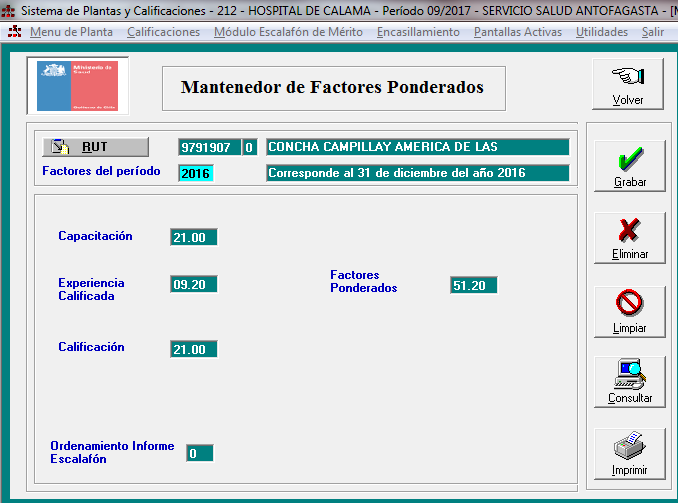 Sistema de Plantas y Calificaciones - 212 - HOSPITAL DE CALAMA - Período 09/2017 - SERVICIO SALUD ANTOFAGASTA - [M
Menu de Planta Calificaciones Módulo Escalafón de Mérito Encasillamiento Pantallas Activas Utilidades Salir
Ministerio de
Salud
Gobierno de Chile
Mantenedor de Factores Ponderados
Volver
RUT 9791907 0 CONCHA CAMPILLAY AMERICA DE LAS
Factores del período 2016 Corresponde al 31 de diciembre del año 2016
Grabar
Capacitación 21.00
Eliminar
Experiencia
Calificada 09.20
Factores
Ponderados 51.20
Limpiar
Calificación 21.00
Consultar
Ordenamiento Informe
Escalafón 0
Imprimir